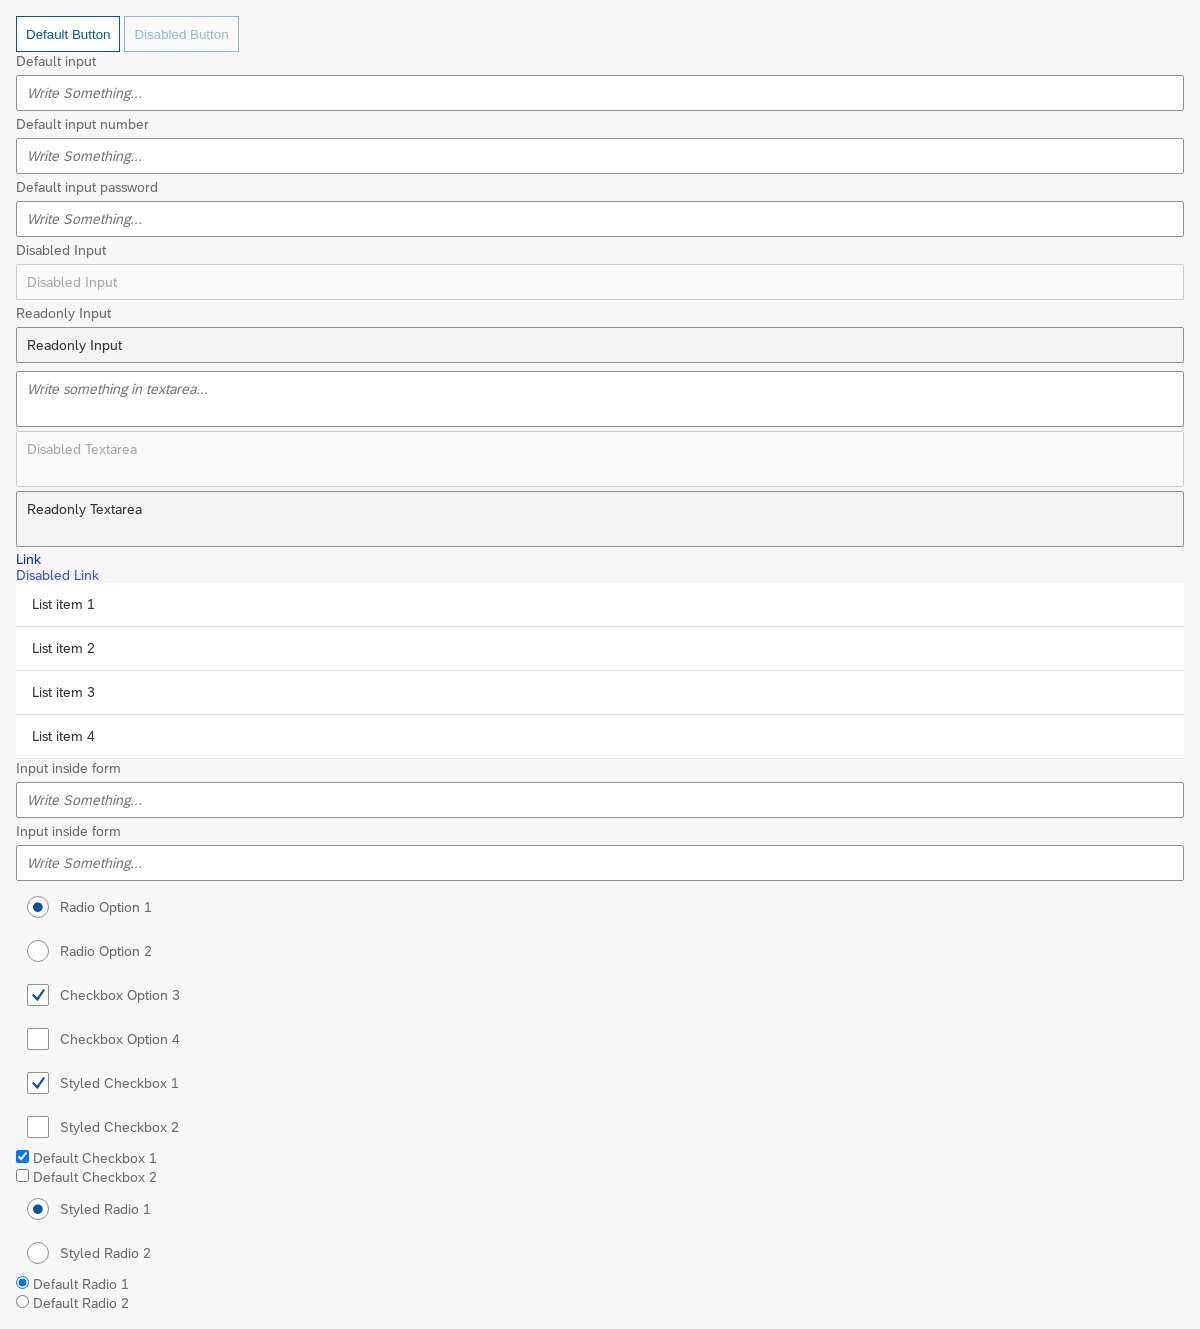 Default Button Disabled Button
Default input
Write Something...
Default input number
Write Something...
Default input password
Write Something...
Disabled Input
Disabled Input
Readonly Input
Readonly Input
Write something in textarea...
Disabled Textarea
Readonly Textarea
Link
Disabled Link
List item 1
List item 2
List item 3
List item 4
Input inside form
Write Something...
Input inside form
Write Something...
Radio Option 1
Radio Option 2
Checkbox Option 3
Checkbox Option 4
Styled Checkbox 1
Styled Checkbox 2
Default Checkbox 1
Default Checkbox 2
Styled Radio 1
Styled Radio 2
Default Radio 1
Default Radio 2